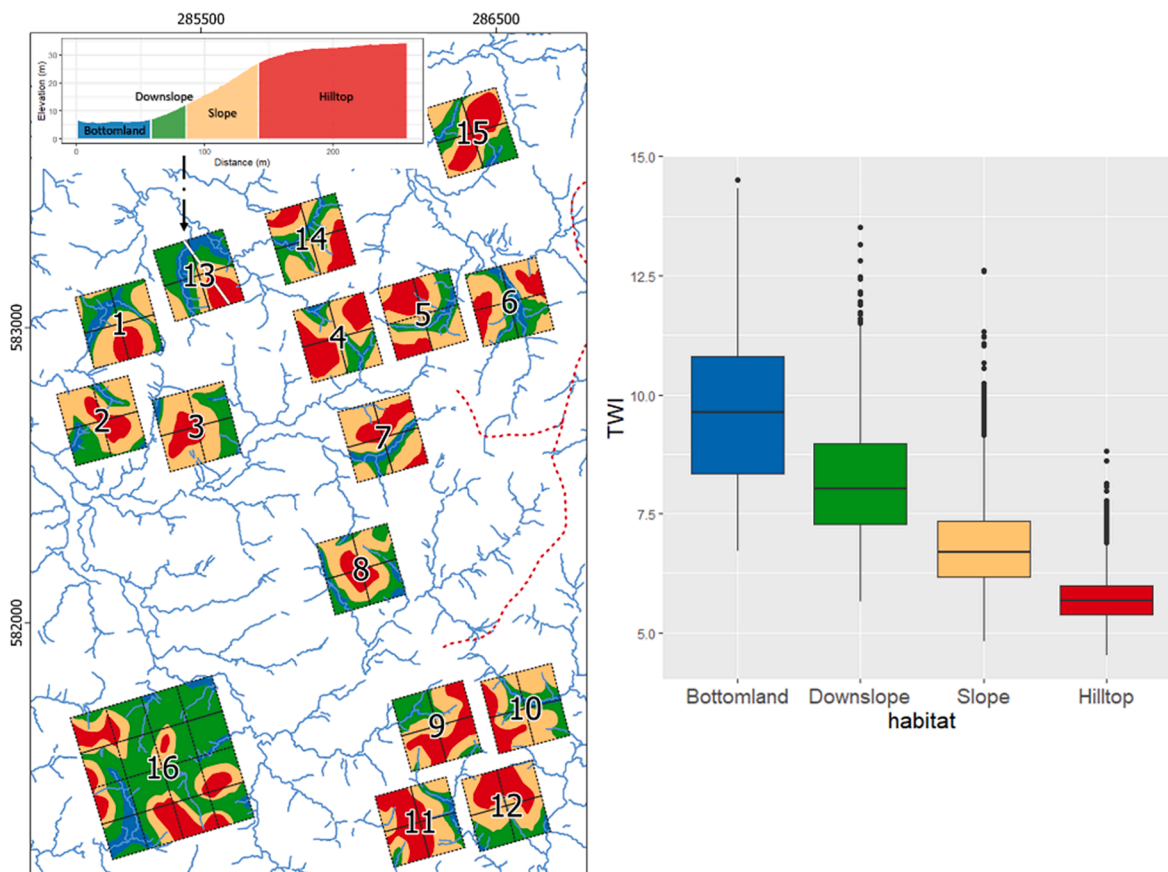 285500 286500
Elevation (m)
30
20
10
0
Bottomland
Downslope
Slope
Hilltop
0 100 200
Distance (m)
583000
582000
15
14
13
1
4
5
6
2
3
7
8
9
10
16
11
12
TWI
15.0
12.5
10.0
7.5
5.0
Bottomland Downslope Slope Hilltop
habitat